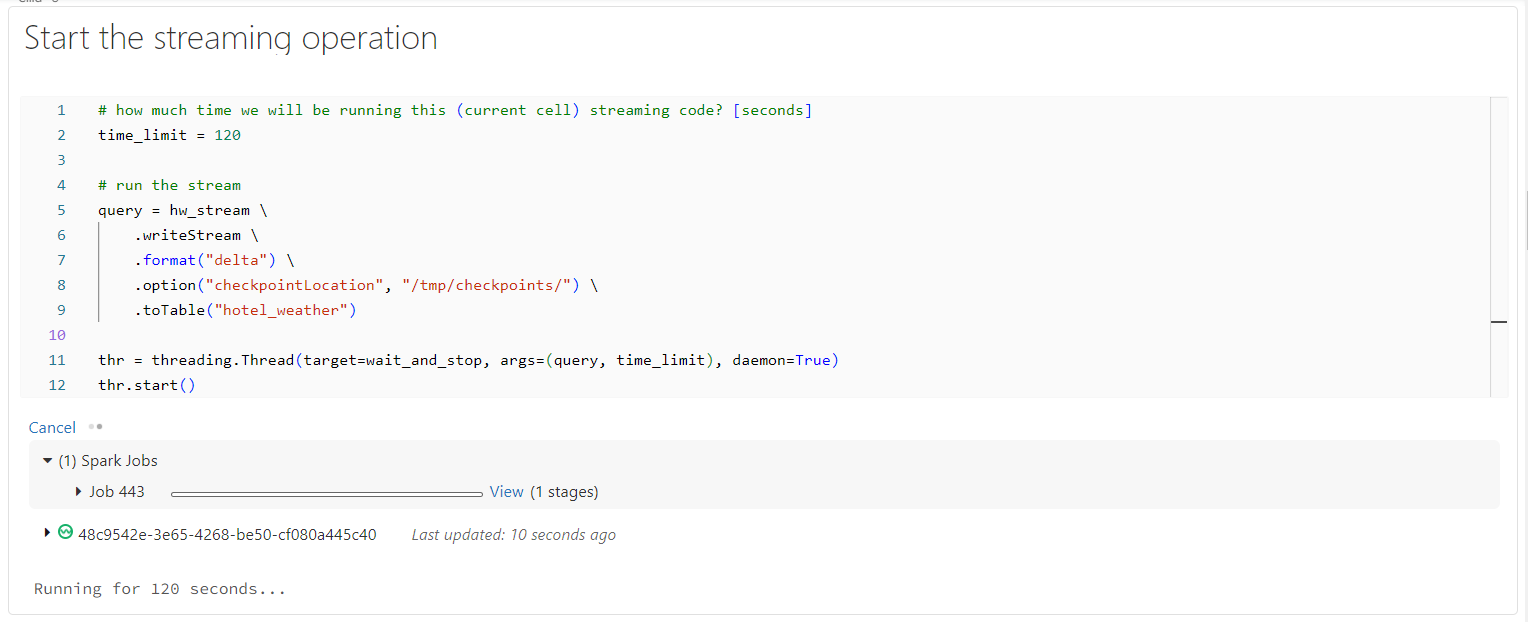 Start the streaming operation
1 # how much time we will be running this (current cell) streaming code? [seconds]
2 time_limit = 120
3
4 # run the stream
5 query = hw_stream \
6     .writeStream \
7     .format("delta") \
8     .option("checkpointLocation", "/tmp/checkpoints/") \
9     .toTable("hotel_weather")
10
11 thr = threading.Thread(target=wait_and_stop, args=(query, time_limit), daemon=True)
12 thr.start()
Cancel
(1) Spark Jobs
Job 443 View (1 stages)
48c9542e-3e65-4268-be50-cf080a445c40 Last updated: 10 seconds ago
Running for 120 seconds...